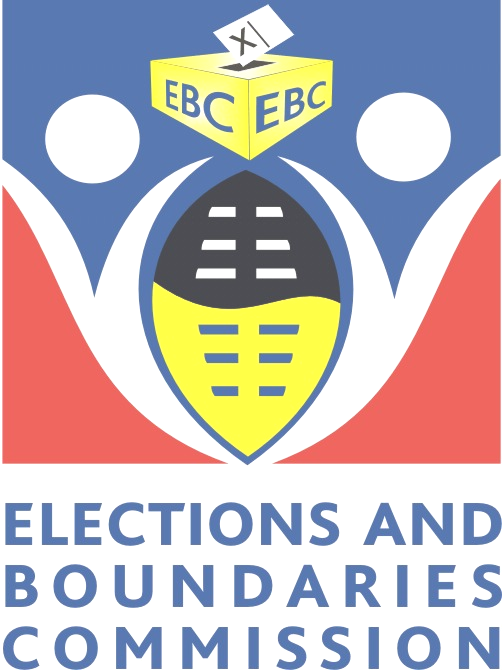 X
EBC EBC
ELECTIONS AND
BOUNDARIES
COMMISSION